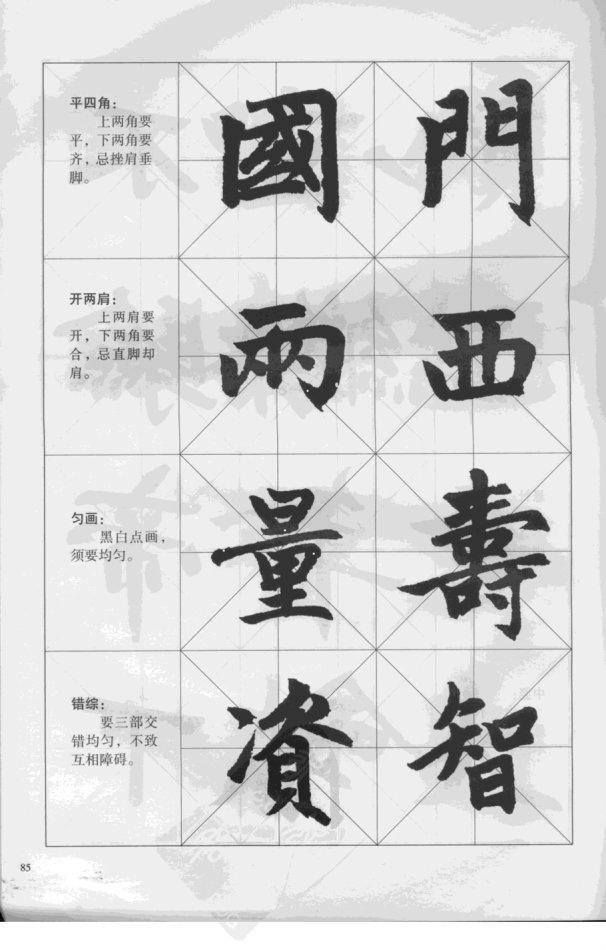 平四角：
上两角要
平，下两角要
齐，忌挫肩垂
脚。
國 門
开两肩：
上两肩要
开，下两角要
合，忌直脚却
肩。
兩 西
匀画：
黑白点画，
须要均匀。
量 壽
错综：
要三部交
错均匀，不致
互相障碍。
資 智
85